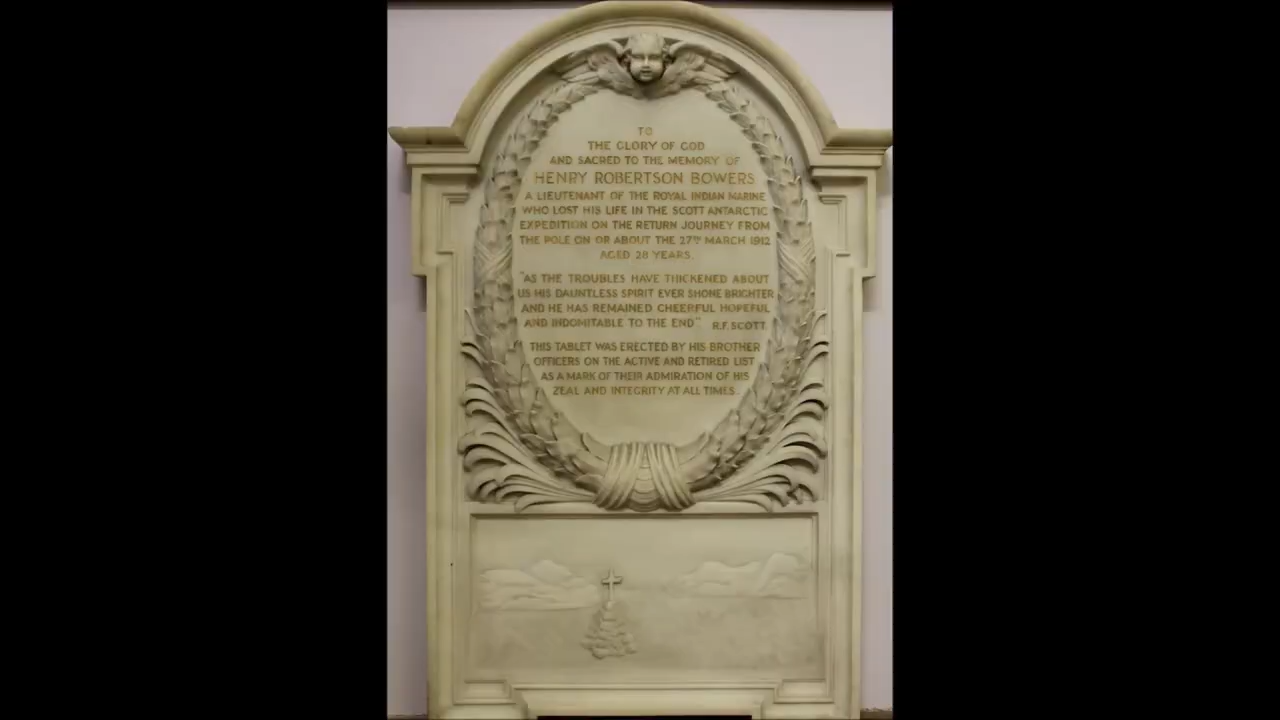 TO
THE GLORY OF GOD
AND SACRED TO THE MEMORY OF
HENRY ROBERTSON BOWERS
A LIEUTENANT OF THE ROYAL INDIAN MARINE
WHO LOST HIS LIFE IN THE SCOTT ANTARCTIC
EXPEDITION ON THE RETURN JOURNEY FROM
THE POLE ON OR ABOUT THE 27TH MARCH 1912
AGED 28 YEARS.
"AS THE TROUBLES HAVE THICKENED ABOUT
US HIS DAUNTLESS SPIRIT EVER SHONE BRIGHTER
AND HE HAS REMAINED CHEERFUL HOPEFUL
AND INDOMITABLE TO THE END" R.F. SCOTT.
THIS TABLET WAS ERECTED BY HIS BROTHER
OFFICERS ON THE ACTIVE AND RETIRED LIST
AS A MARK OF THEIR ADMIRATION OF HIS
ZEAL AND INTEGRITY AT ALL TIMES.